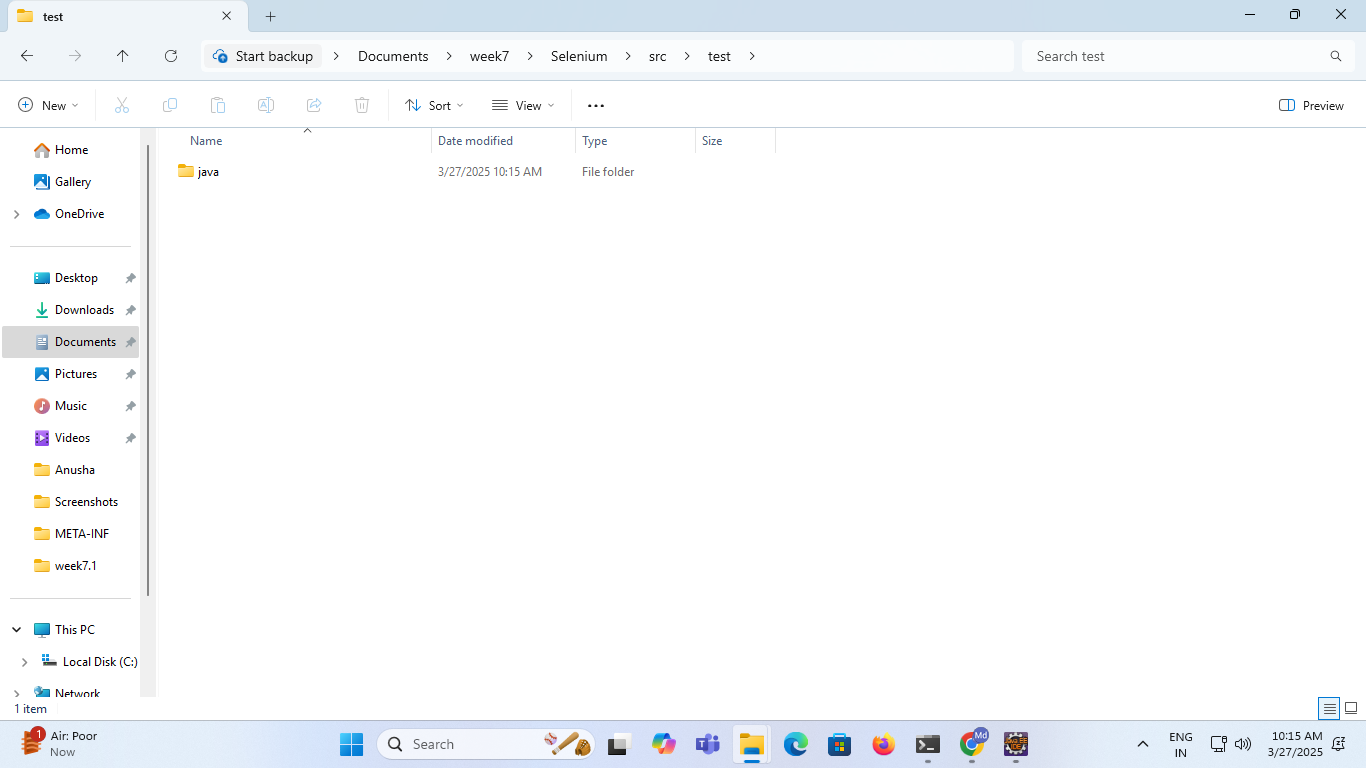 test
Start backup
Documents
week7
Selenium
src
test
Search test
New
Sort
View
Preview
Name
Date modified
Type
Size
java
3/27/2025 10:15 AM
File folder
Home
Gallery
OneDrive
Desktop
Downloads
Documents
Pictures
Music
Videos
Anusha
Screenshots
META-INF
week7.1
This PC
Local Disk (C:)
Network
1 item
1
Air: Poor
Now
Search
Md
ENG
IN
10:15 AM
3/27/2025